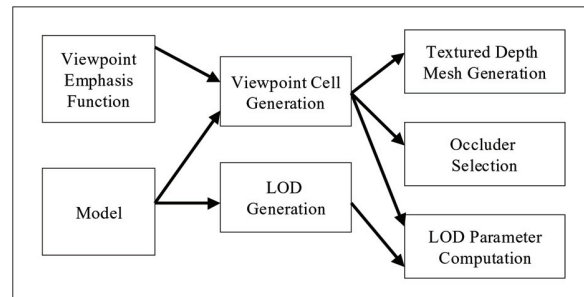 Viewpoint
Emphasis
Function
Model
Viewpoint Cell
Generation
LOD
Generation
Textured Depth
Mesh Generation
Occluder
Selection
LOD Parameter
Computation